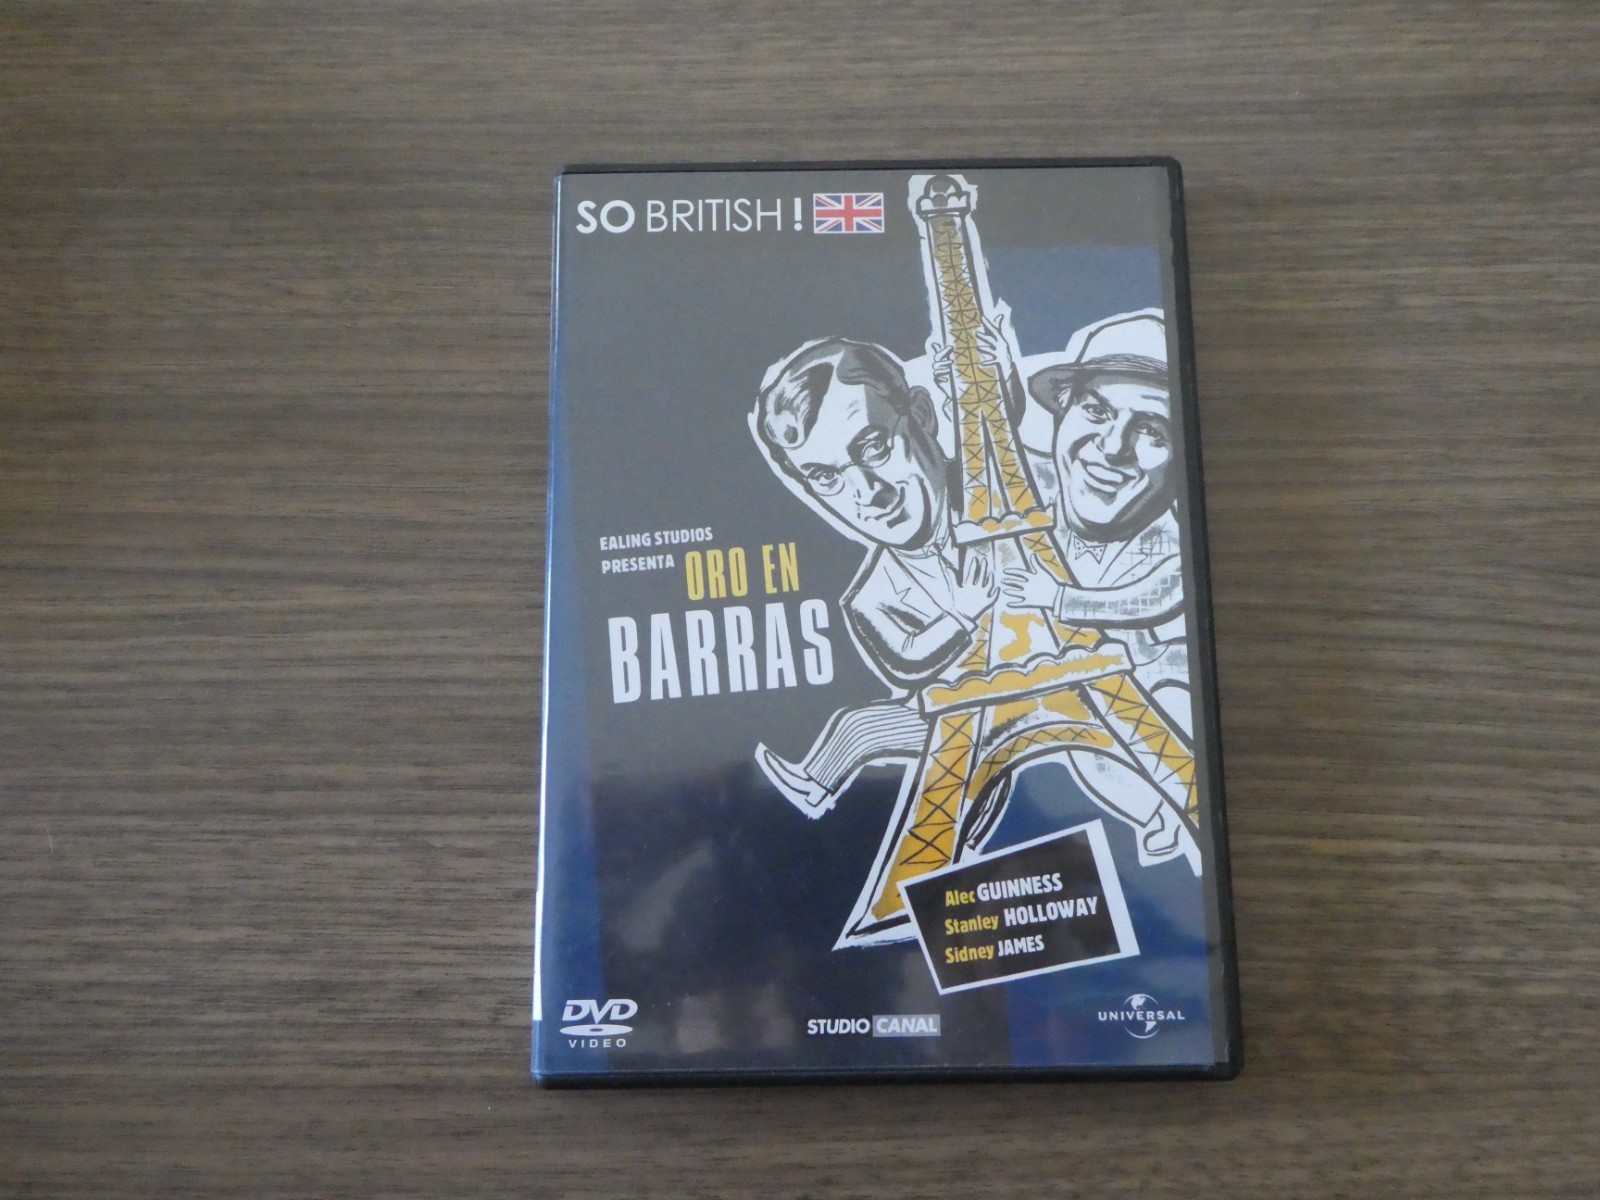 SO BRITISH!
EALING STUDIOS
PRESENTA ORO EN
BARRAS
Alec GUINNESS
Stanley HOLLOWAY
Sidney JAMES
DVD
VIDEO
STUDIO CANAL
UNIVERSAL